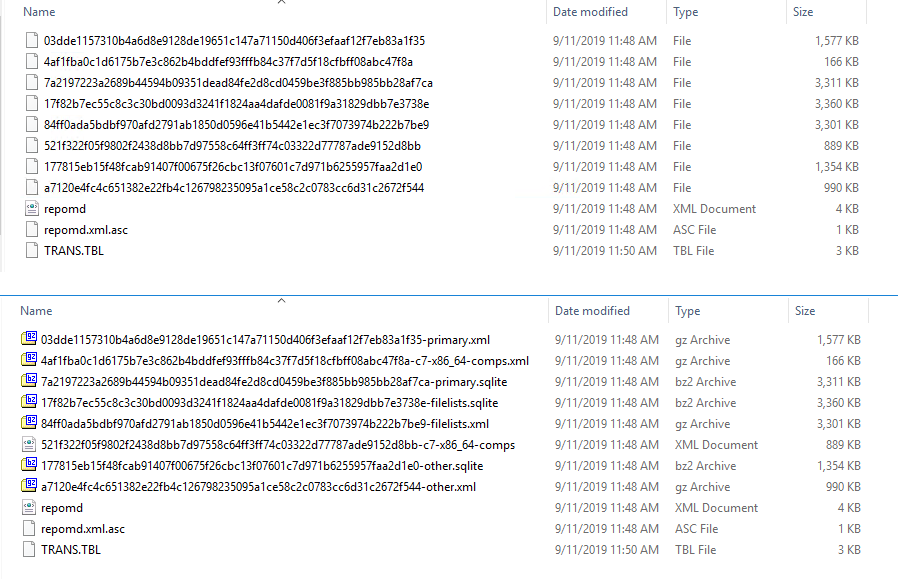 Name Date modified Type Size
03dde1157310b4a6d8e9128de19651c147a71150d406f3efaaf12f7eb83a1f35 9/11/2019 11:48 AM File 1,577 KB
4af1fba0c1d6175b7e3c862b4bddfef93fffb84c37f7d5f18cfbff08abc47f8a 9/11/2019 11:48 AM File 166 KB
7a2197223a2689b44594b09351dead84fe2d8cd0459be3f885bb985bb28af7ca 9/11/2019 11:48 AM File 3,311 KB
17f82b7ec55c8c3c30bd0093d3241f1824aa4dafde0081f9a31829dbb7e3738e 9/11/2019 11:48 AM File 3,360 KB
84ff0ada5bdbf970afd2791ab1850d0596e41b5442e1ec3f7073974b222b7be9 9/11/2019 11:48 AM File 3,301 KB
521f322f05f9802f2438d8bb7d97558c64ff3ff74c03322d77787ade9152d8bb 9/11/2019 11:48 AM File 889 KB
177815eb15f48fcab91407f00675f26cbc13f07601c7d971b6255957faa2d1e0 9/11/2019 11:48 AM File 1,354 KB
a7120e4fc4c651382e22fb4c126798235095a1ce58c2c0783cc6d31c2672f544 9/11/2019 11:48 AM File 990 KB
repomd 9/11/2019 11:48 AM XML Document 4 KB
repomd.xml.asc 9/11/2019 11:48 AM ASC File 1 KB
TRANS.TBL 9/11/2019 11:50 AM TBL File 3 KB
Name Date modified Type Size
03dde1157310b4a6d8e9128de19651c147a71150d406f3efaaf12f7eb83a1f35-primary.xml 9/11/2019 11:48 AM gz Archive 1,577 KB
4af1fba0c1d6175b7e3c862b4bddfef93fffb84c37f7d5f18cfbff08abc47f8a-c7-x86_64-comps.xml 9/11/2019 11:48 AM gz Archive 166 KB
7a2197223a2689b44594b09351dead84fe2d8cd0459be3f885bb985bb28af7ca-primary.sqlite 9/11/2019 11:48 AM bz2 Archive 3,311 KB
17f82b7ec55c8c3c30bd0093d3241f1824aa4dafde0081f9a31829dbb7e3738e-filelists.sqlite 9/11/2019 11:48 AM bz2 Archive 3,360 KB
84ff0ada5bdbf970afd2791ab1850d0596e41b5442e1ec3f7073974b222b7be9-filelists.xml 9/11/2019 11:48 AM gz Archive 3,301 KB
521f322f05f9802f2438d8bb7d97558c64ff3ff74c03322d77787ade9152d8bb-c7-x86_64-comps 9/11/2019 11:48 AM XML Document 889 KB
177815eb15f48fcab91407f00675f26cbc13f07601c7d971b6255957faa2d1e0-other.sqlite 9/11/2019 11:48 AM bz2 Archive 1,354 KB
a7120e4fc4c651382e22fb4c126798235095a1ce58c2c0783cc6d31c2672f544-other.xml 9/11/2019 11:48 AM gz Archive 990 KB
repomd 9/11/2019 11:48 AM XML Document 4 KB
repomd.xml.asc 9/11/2019 11:48 AM ASC File 1 KB
TRANS.TBL 9/11/2019 11:50 AM TBL File 3 KB